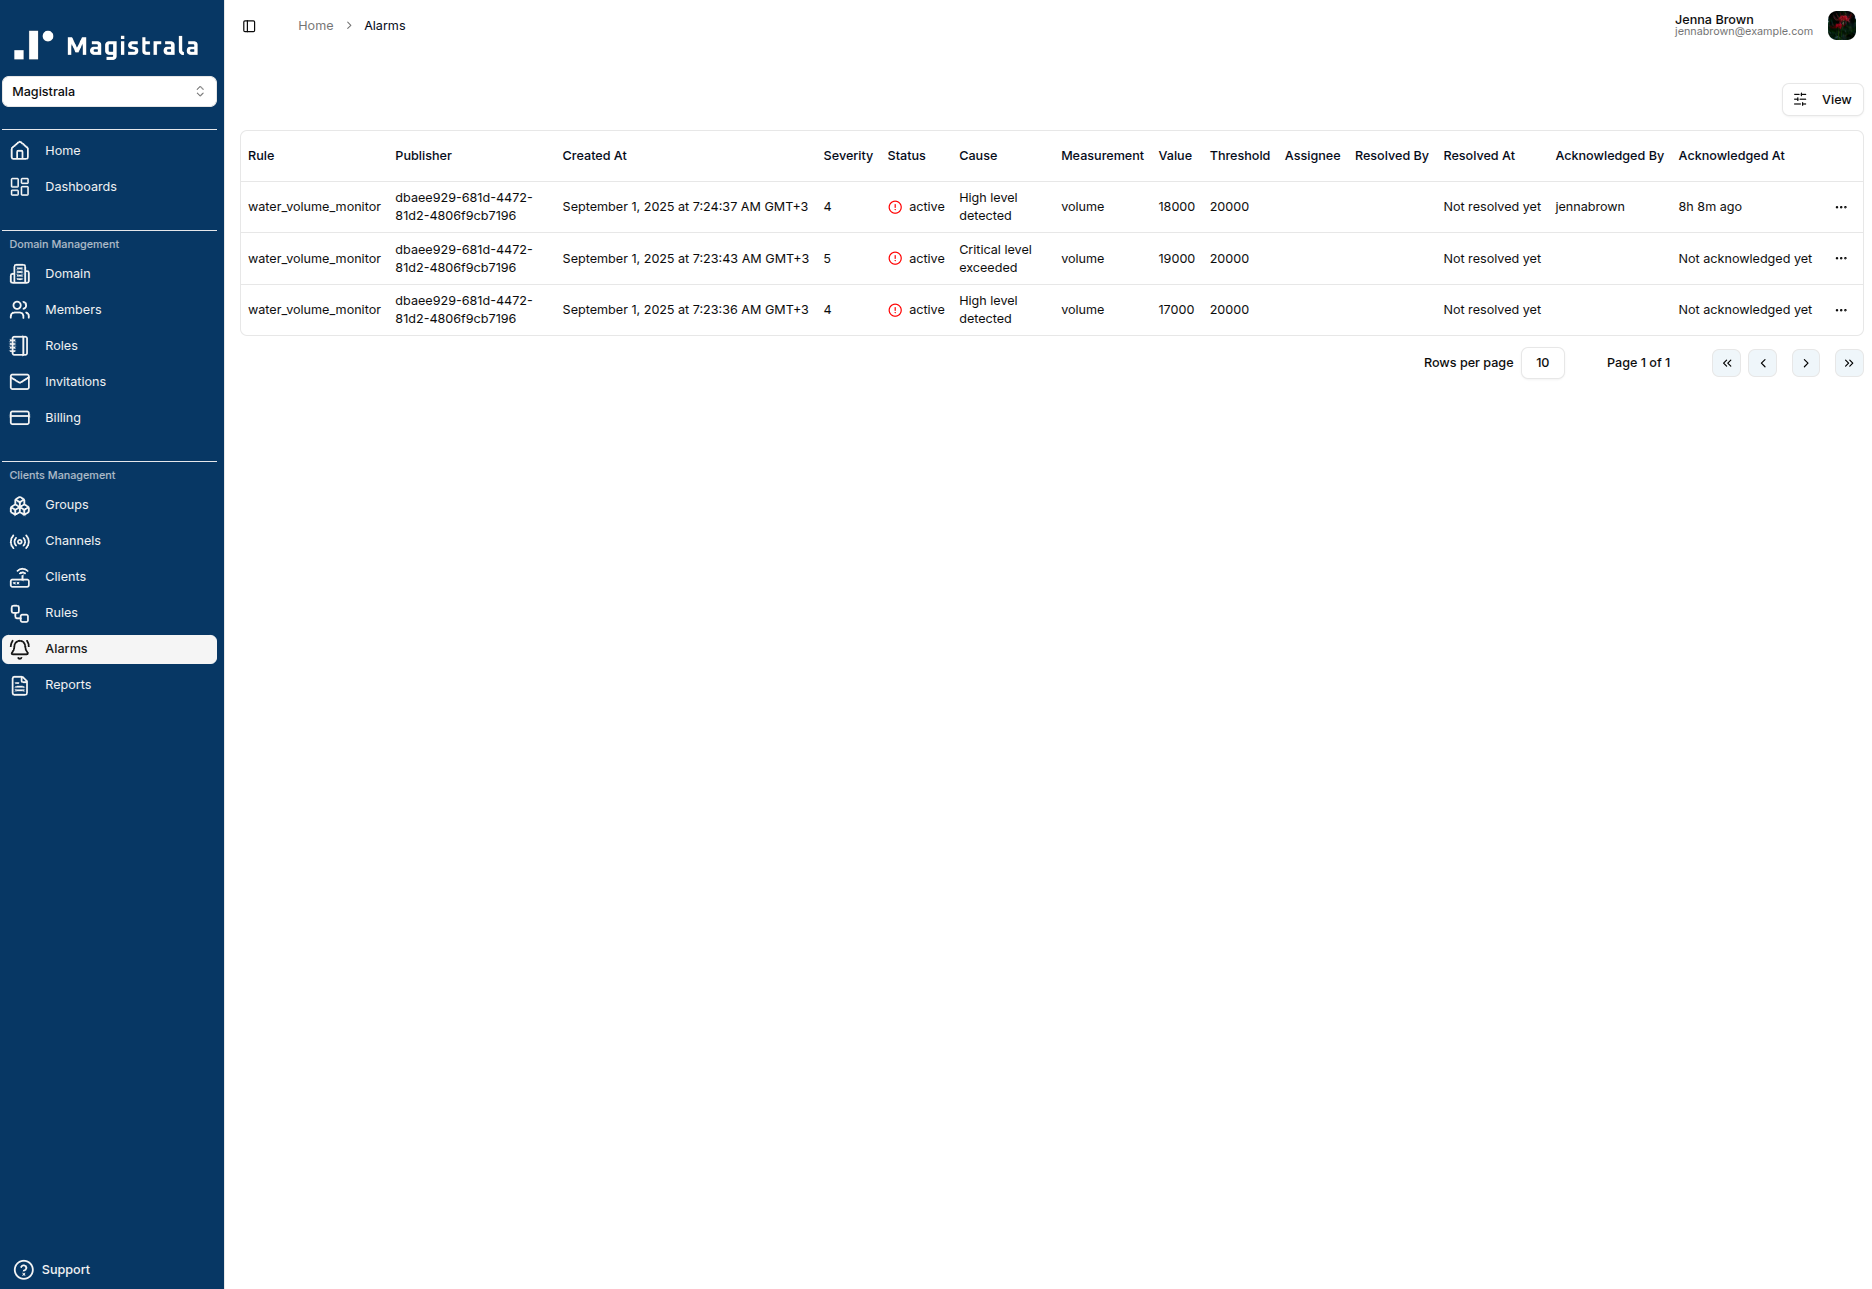 Magistrala
Magistrala
Home
Dashboards
Domain Management
Domain
Members
Roles
Invitations
Billing
Clients Management
Groups
Channels
Clients
Rules
Alarms
Reports
Support
Home > Alarms
Jenna Brown
jennabrown@example.com
View
Rule Publisher Created At Severity Status Cause Measurement Value Threshold Assignee Resolved By Resolved At Acknowledged By Acknowledged At
water_volume_monitor dbaee929-681d-4472-81d2-4806f9cb7196 September 1, 2025 at 7:24:37 AM GMT+3 4 active High level detected volume 18000 20000 Not resolved yet jennabrown 8h 8m ago
water_volume_monitor dbaee929-681d-4472-81d2-4806f9cb7196 September 1, 2025 at 7:23:43 AM GMT+3 5 active Critical level exceeded volume 19000 20000 Not resolved yet Not acknowledged yet
water_volume_monitor dbaee929-681d-4472-81d2-4806f9cb7196 September 1, 2025 at 7:23:36 AM GMT+3 4 active High level detected volume 17000 20000 Not resolved yet Not acknowledged yet
Rows per page 10 Page 1 of 1